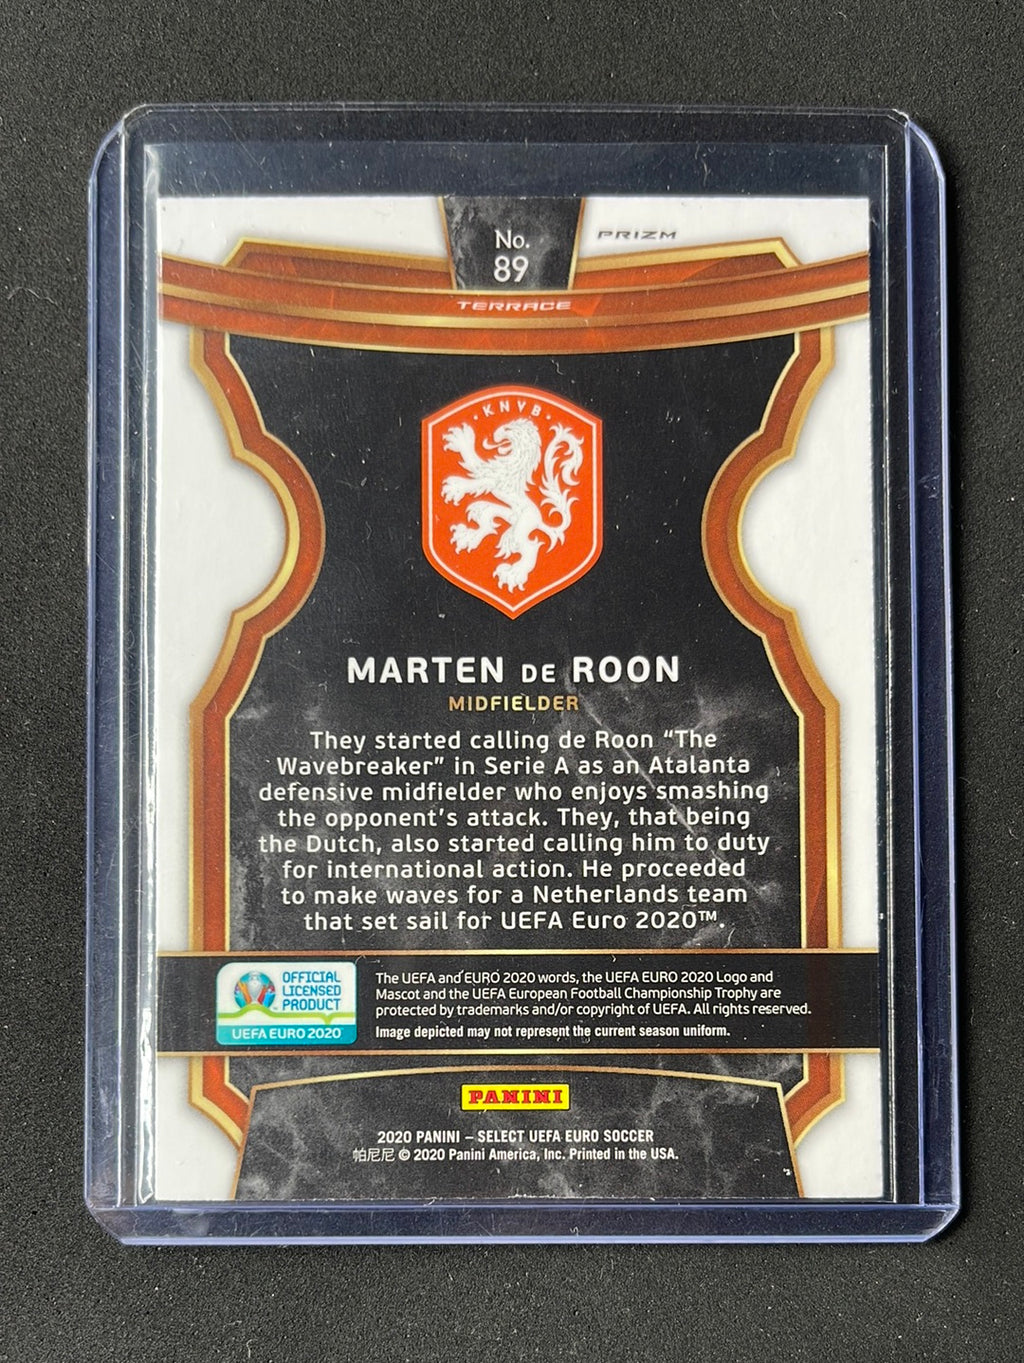 No.
89
PRIZM
TERRACE
KNVB
MARTEN DE ROON
MIDFIELDER
They started calling de Roon “The
Wavebreaker” in Serie A as an Atalanta
defensive midfielder who enjoys smashing
the opponent’s attack. They, that being
the Dutch, also started calling him to duty
for international action. He proceeded
to make waves for a Netherlands team
that set sail for UEFA Euro 2020™.
OFFICIAL
LICENSED
PRODUCT
UEFA EURO 2020
The UEFA and EURO 2020 words, the UEFA EURO 2020 Logo and
Mascot and the UEFA European Football Championship Trophy are
protected by trademarks and/or copyright of UEFA. All rights reserved.
Image depicted may not represent the current season uniform.
PANINI
2020 PANINI – SELECT UEFA EURO SOCCER
帕尼尼 © 2020 Panini America, Inc. Printed in the USA.